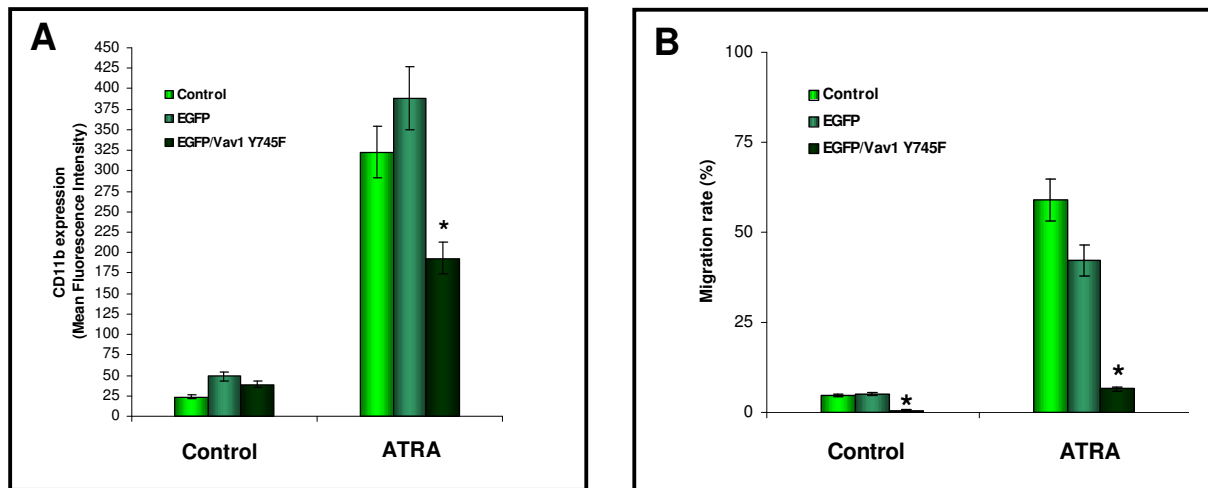 A
450
425
400
375
350
325
300
275
250
225
200
175
150
125
100
75
50
25
0
CD11b expression
(Mean Fluorescence Intensity)
Control
EGFP
EGFP/Vav1 Y745F
*
Control
ATRA
B
100
75
50
25
0
Migration rate (%)
Control
EGFP
EGFP/Vav1 Y745F
*
*
Control
ATRA